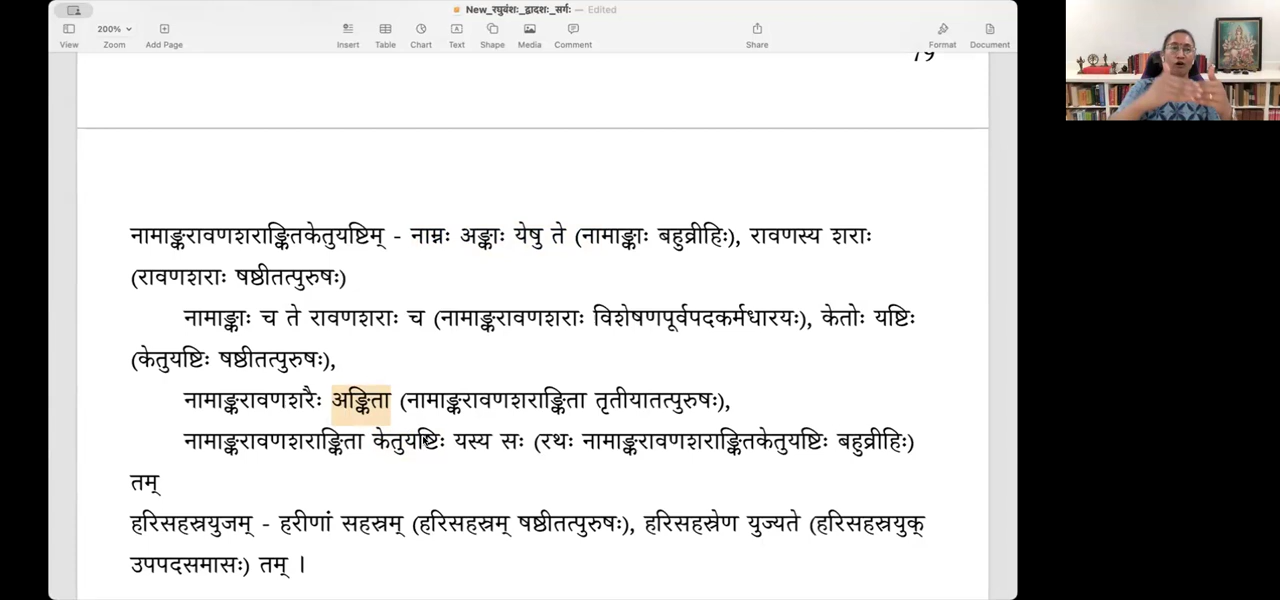 New_रघुवंशः_द्वादशः_सर्गः — Edited
200%
View Zoom Add Page Insert Table Chart Text Shape Media Comment Share Format Document
79
नामाङ्करावणशराङ्कितकेतुयष्टिम् - नाम्नः अङ्काः येषु ते (नामाङ्काः बहुव्रीहिः), रावणस्य शराः
(रावणशराः षष्ठीतत्पुरुषः)
नामाङ्काः च ते रावणशराः च (नामाङ्करावणशराः विशेषणपूर्वपदकर्मधारयः), केतोः यष्टिः
(केतुयष्टिः षष्ठीतत्पुरुषः),
नामाङ्करावणशरैः अङ्किता (नामाङ्करावणशराङ्किता तृतीयातत्पुरुषः),
नामाङ्करावणशराङ्किता केतुयष्टिः यस्य सः (रथः नामाङ्करावणशराङ्कितकेतुयष्टिः बहुव्रीहिः)
तम्
हरिसहस्रयुजम् - हरीणां सहस्रम् (हरिसहस्रम् षष्ठीतत्पुरुषः), हरिसहस्रेण युज्यते (हरिसहस्रयुक्
उपपदसमासः) तम् ।